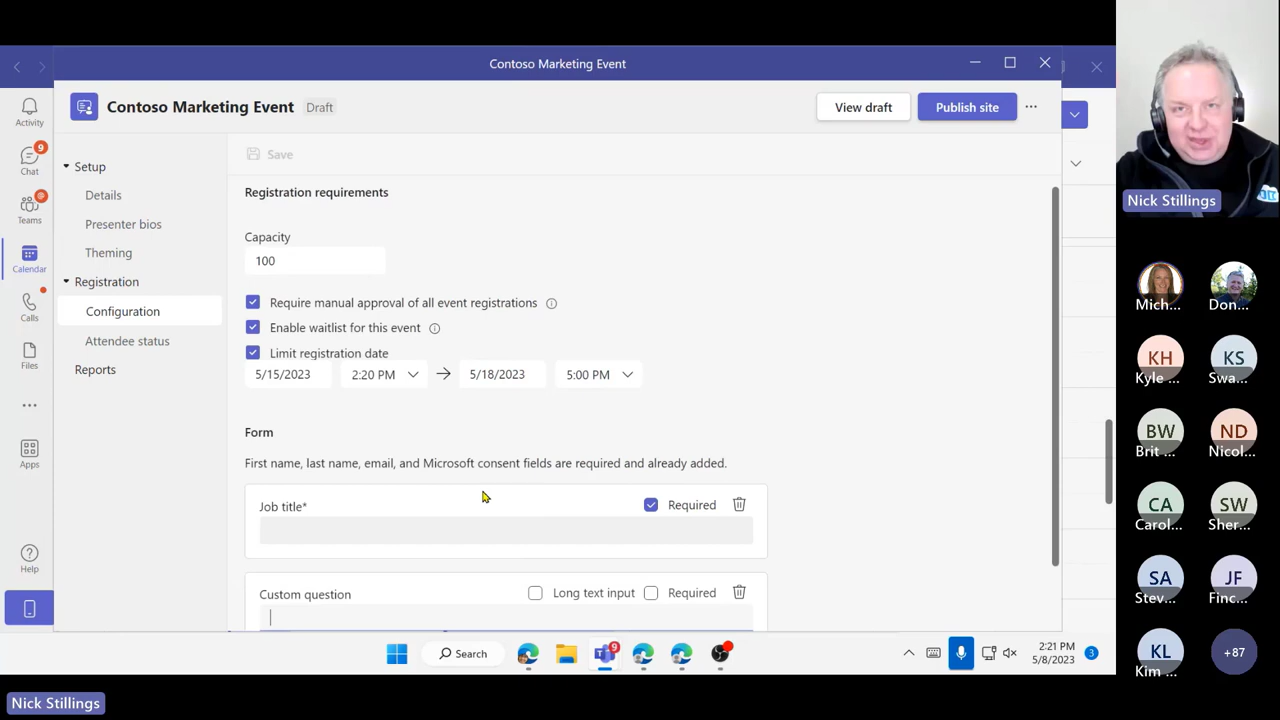 Contoso Marketing Event
Contoso Marketing Event Draft
View draft
Publish site
Activity
Chat
9
Teams
Calendar
Calls
Files
Apps
Help
Setup
Details
Presenter bios
Theming
Registration
Configuration
Attendee status
Reports
Save
Registration requirements
Capacity
100
Require manual approval of all event registrations
Enable waitlist for this event
Limit registration date
5/15/2023 2:20 PM → 5/18/2023 5:00 PM
Form
First name, last name, email, and Microsoft consent fields are required and already added.
Job title* Required
Custom question Long text input Required
Search
9
2:21 PM
5/8/2023
3
Nick Stillings
Nick Stillings
Mich... Don...
KH KS
Kyle ... Swa...
BW ND
Brit ... Nicol...
CA SW
Carol... Sher...
SA JF
Stev... Finc...
KL +87
Kim ...